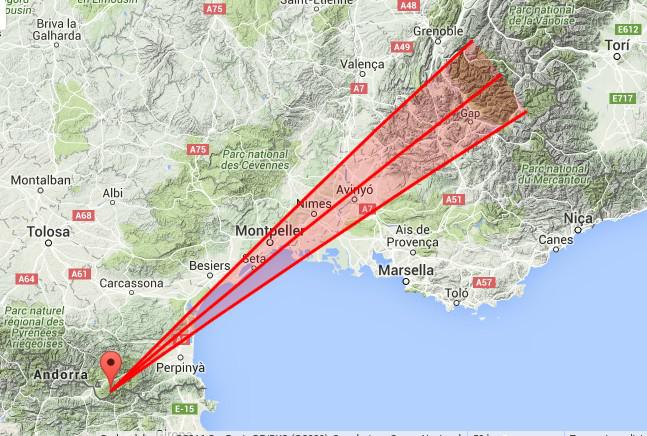 Limousin
A48
Saint-Etienne
Parc national
de la Vanoise
E612
Briva la
Galharda
Grenoble
A49
Torí
Valença
A75
A7
E717
Gap
A75
Parc national
des Cévennes
Parc national
du Mercantour
Montalban
Albi
Avinyó
Nimes
A51
A68
A7
Tolosa
Montpeller
Ais de
Provença
Niça
Canes
Besiers
Seta
A64
A61
Marsella
A57
Carcassona
Toló
Parc naturel
régional des
Pyrénées
Ariégeoises
Andorra
Perpinyà
E-15